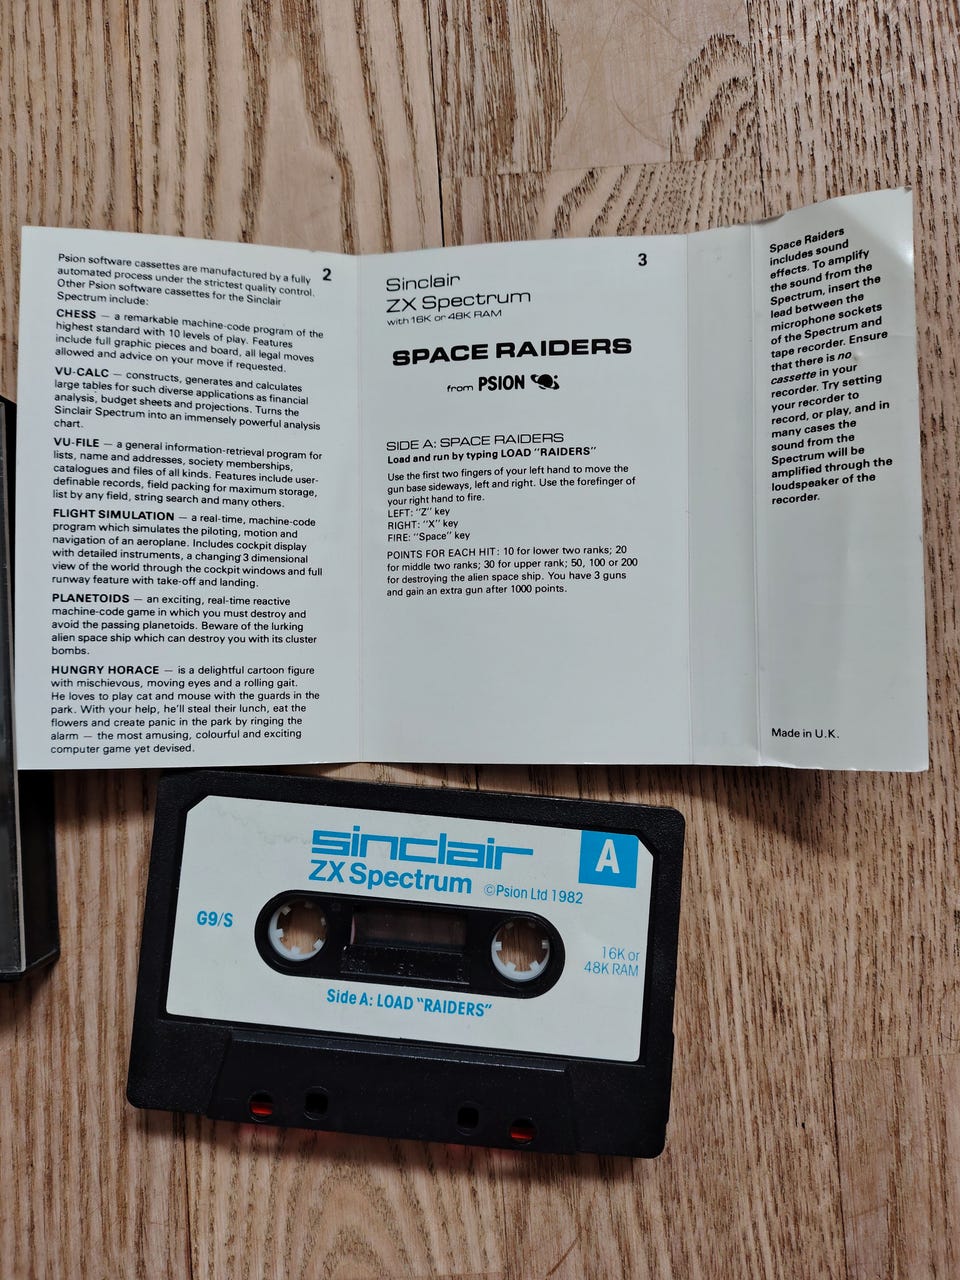 2
Psion software cassettes are manufactured by a fully
automated process under the strictest quality control.
Other Psion software cassettes for the Sinclair
Spectrum include:
CHESS — a remarkable machine-code program of the
highest standard with 10 levels of play. Features
include full graphic pieces and board, all legal moves
allowed and advice on your move if requested.
VU-CALC — constructs, generates and calculates
large tables for such diverse applications as financial
analysis, budget sheets and projections. Turns the
Sinclair Spectrum into an immensely powerful analysis
chart.
VU-FILE — a general information-retrieval program for
lists, name and addresses, society memberships,
catalogues and files of all kinds. Features include user-
definable records, field packing for maximum storage,
list by any field, string search and many others.
FLIGHT SIMULATION — a real-time, machine-code
program which simulates the piloting, motion and
navigation of an aeroplane. Includes cockpit display
with detailed instruments, a changing 3 dimensional
view of the world through the cockpit windows and full
runway feature with take-off and landing.
PLANETOIDS — an exciting, real-time reactive
machine-code game in which you must destroy and
avoid the passing planetoids. Beware of the lurking
alien space ship which can destroy you with its cluster
bombs.
HUNGRY HORACE — is a delightful cartoon figure
with mischievous, moving eyes and a rolling gait.
He loves to play cat and mouse with the guards in the
park. With your help, he'll steal their lunch, eat the
flowers and create panic in the park by ringing the
alarm — the most amusing, colourful and exciting
computer game yet devised.
3
Sinclair
ZX Spectrum
with 16K or 48K RAM
SPACE RAIDERS
from PSION
SIDE A: SPACE RAIDERS
Load and run by typing LOAD "RAIDERS"
Use the first two fingers of your left hand to move the
gun base sideways, left and right. Use the forefinger of
your right hand to fire.
LEFT: "Z" key
RIGHT: "X" key
FIRE: "Space" key
POINTS FOR EACH HIT: 10 for lower two ranks; 20
for middle two ranks; 30 for upper rank; 50, 100 or 200
for destroying the alien space ship. You have 3 guns
and gain an extra gun after 1000 points.
Space Raiders
includes sound
effects. To amplify
the sound from the
Spectrum, insert the
lead between the
microphone sockets
of the Spectrum and
tape recorder. Ensure
that there is no
cassette in your
recorder. Try setting
your recorder to
record, or play, and in
many cases the
sound from the
Spectrum will be
amplified through the
loudspeaker of the
recorder.
Made in U.K.
sinclair
ZX Spectrum
©Psion Ltd 1982
A
G9/S
16K or
48K RAM
Side A: LOAD "RAIDERS"